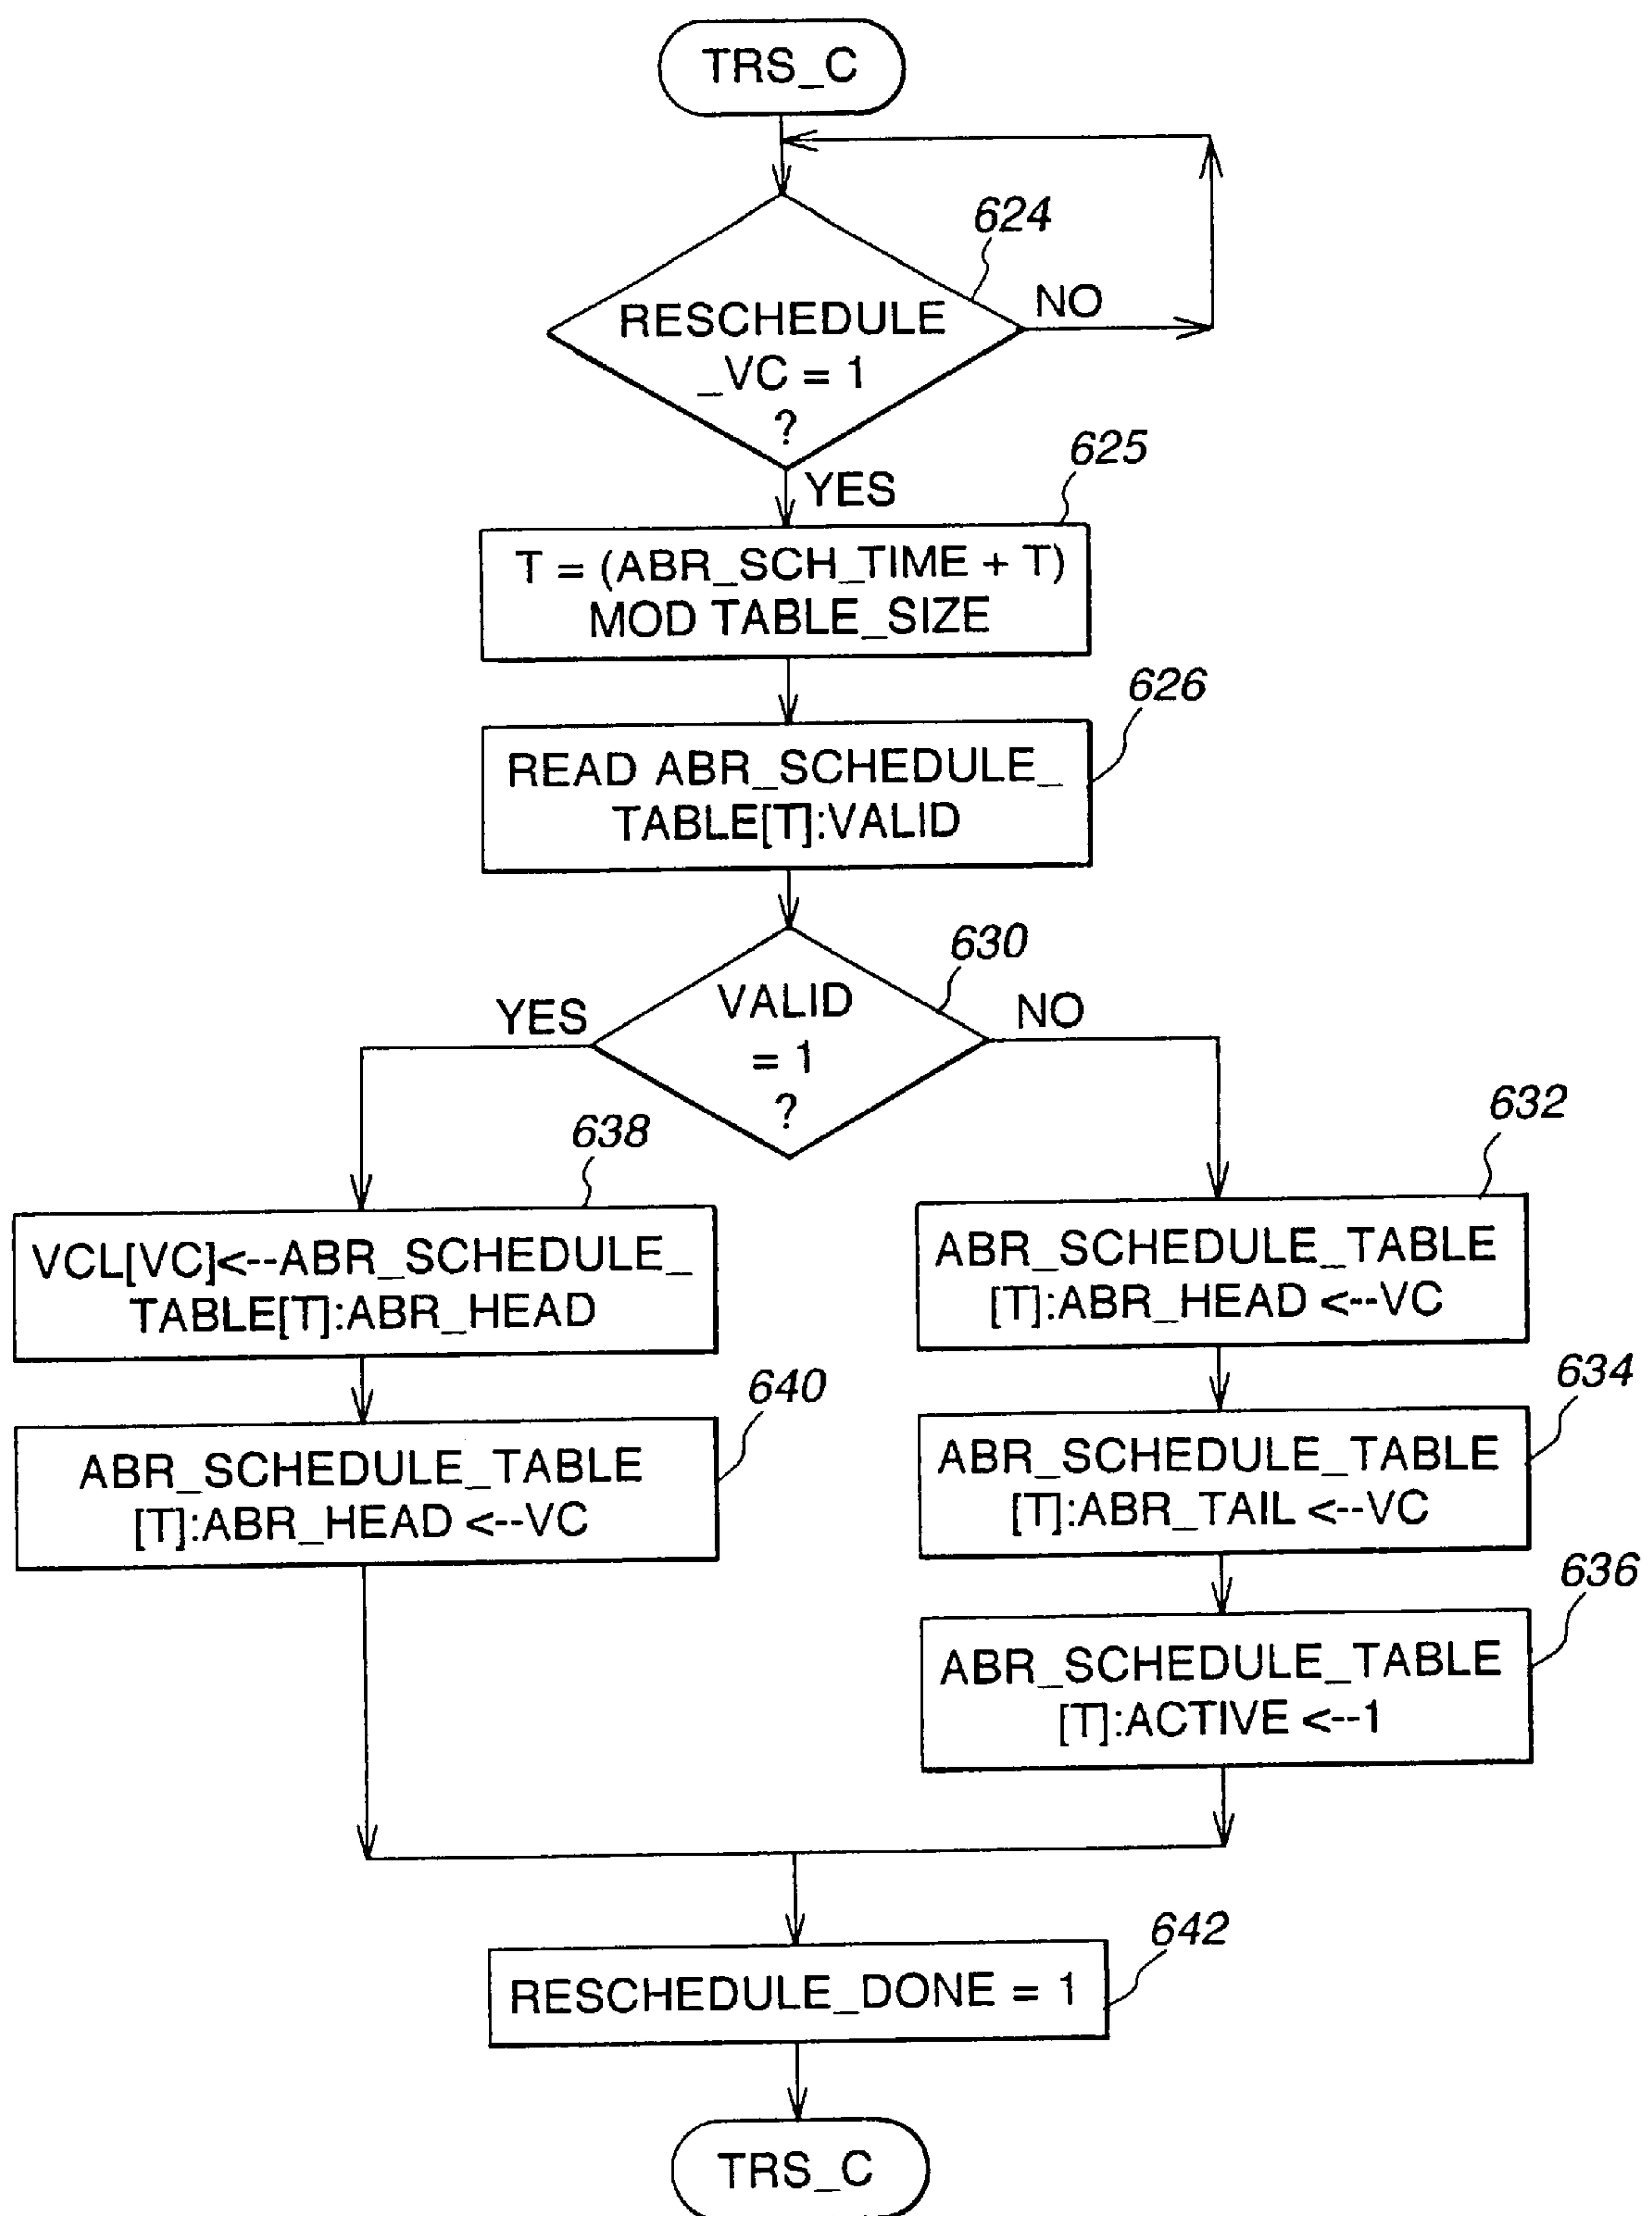 TRS_C
624
NO
RESCHEDULE
_VC = 1
?
625
YES
T = (ABR_SCH_TIME + T)
MOD TABLE_SIZE
626
READ ABR_SCHEDULE_
TABLE[T]:VALID
630
YES
VALID
= 1
?
NO
638
VCL[VC]<--ABR_SCHEDULE_
TABLE[T]:ABR_HEAD
640
ABR_SCHEDULE_TABLE
[T]:ABR_HEAD <--VC
632
ABR_SCHEDULE_TABLE
[T]:ABR_HEAD <--VC
634
ABR_SCHEDULE_TABLE
[T]:ABR_TAIL <--VC
636
ABR_SCHEDULE_TABLE
[T]:ACTIVE <--1
642
RESCHEDULE_DONE = 1
TRS_C